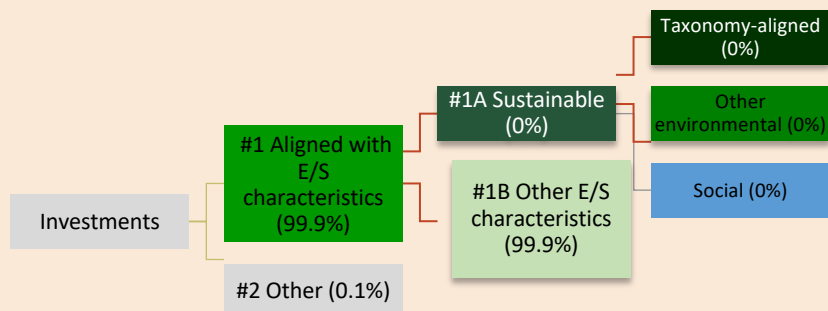 Investments
#1 Aligned with
E/S
characteristics
(99.9%)
#2 Other (0.1%)
#1A Sustainable
(0%)
#1B Other E/S
characteristics
(99.9%)
Taxonomy-aligned
(0%)
Other
environmental (0%)
Social (0%)